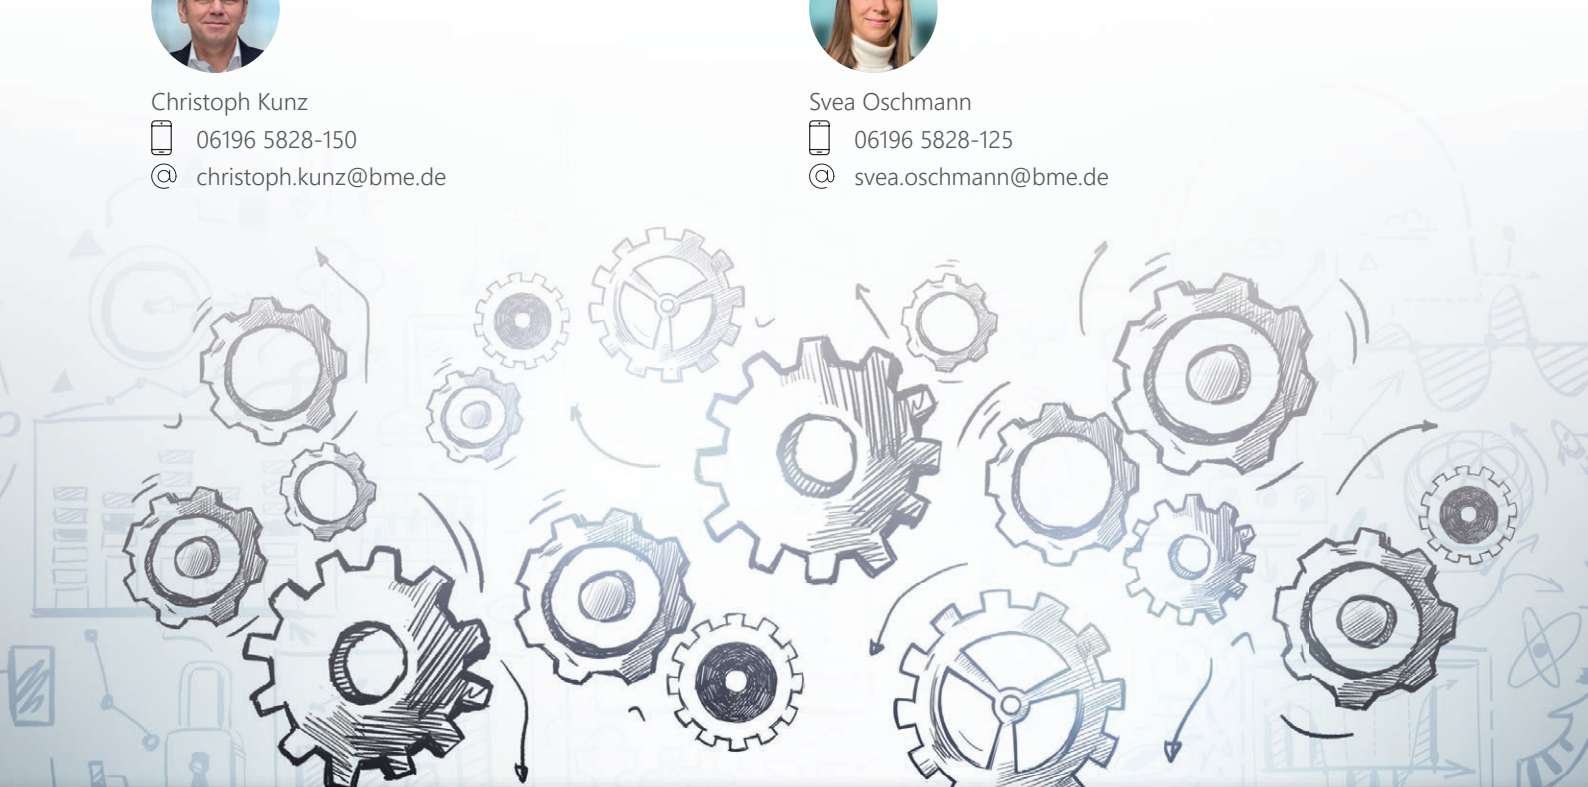 Christoph Kunz
06196 5828-150
christoph.kunz@bme.de
Svea Oschmann
06196 5828-125
svea.oschmann@bme.de